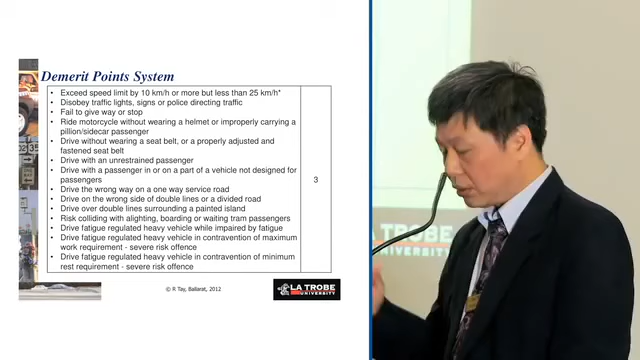 Demerit Points System
• Exceed speed limit by 10 km/h or more but less than 25 km/h*
• Disobey traffic lights, signs or police directing traffic
• Fail to give way or stop
• Ride motorcycle without wearing a helmet or improperly carrying a
pillion/sidecar passenger
• Drive without wearing a seat belt, or a properly adjusted and
fastened seat belt
• Drive with an unrestrained passenger
• Drive with a passenger in or on a part of a vehicle not designed for
passengers
• Drive the wrong way on a one way service road
• Drive on the wrong side of double lines or a divided road
• Drive over double lines surrounding a painted island
• Risk colliding with alighting, boarding or waiting tram passengers
• Drive fatigue regulated heavy vehicle while impaired by fatigue
• Drive fatigue regulated heavy vehicle in contravention of maximum
work requirement - severe risk offence
• Drive fatigue regulated heavy vehicle in contravention of minimum
rest requirement - severe risk offence
3
© R Tay, Ballarat, 2012
LA TROBE
UNIVERSITY
LA TROBE
UNIVERSITY